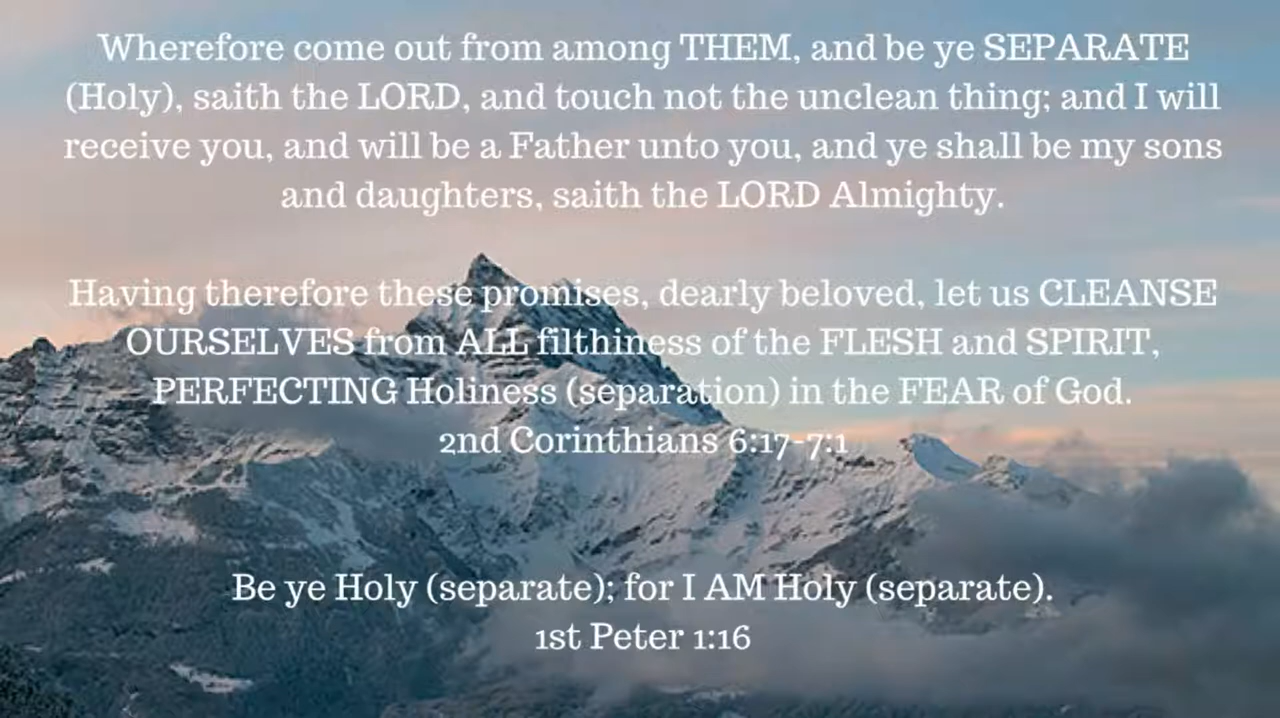 Wherefore come out from among THEM, and be ye SEPARATE
(Holy), saith the LORD, and touch not the unclean thing; and I will
receive you, and will be a Father unto you, and ye shall be my sons
and daughters, saith the LORD Almighty.
Having therefore these promises, dearly beloved, let us CLEANSE
OURSELVES from ALL filthiness of the FLESH and SPIRIT,
PERFECTING Holiness (separation) in the FEAR of God.
2nd Corinthians 6:17-7:1
Be ye Holy (separate); for I AM Holy (separate).
1st Peter 1:16